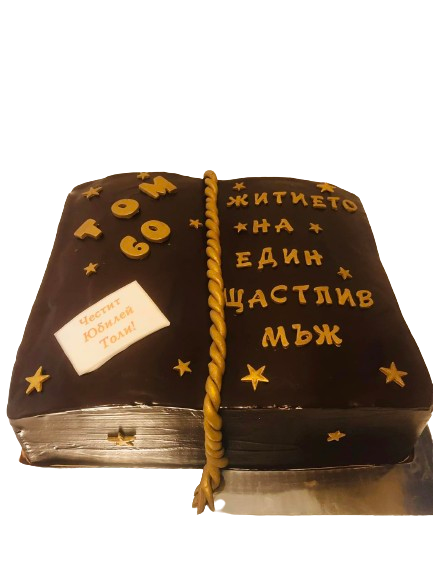 ТОМ
60
Честит
Юбилей
Толи!
ЖИТИЕТО
НА
ЕДИН
ЩАСТЛИВ
МЪЖ